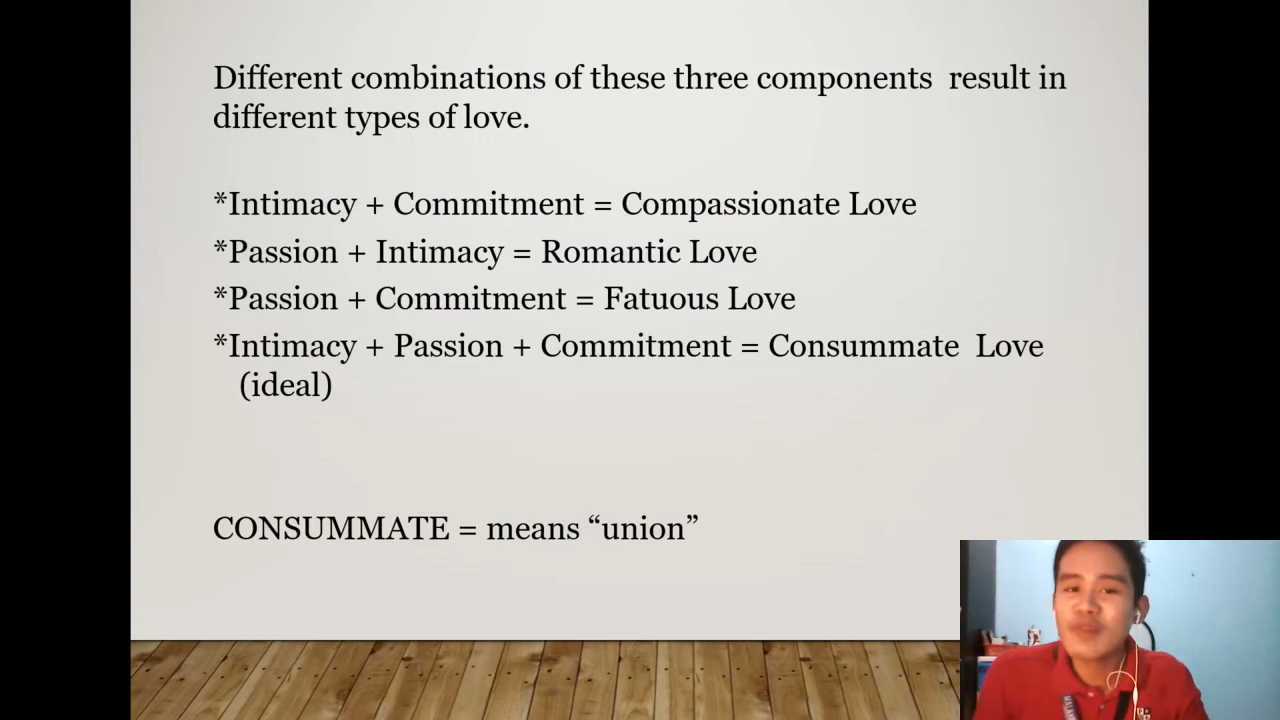 Different combinations of these three components  result in
different types of love.
*Intimacy + Commitment = Compassionate Love
*Passion + Intimacy = Romantic Love
*Passion + Commitment = Fatuous Love
*Intimacy + Passion + Commitment = Consummate  Love
(ideal)
CONSUMMATE = means “union”